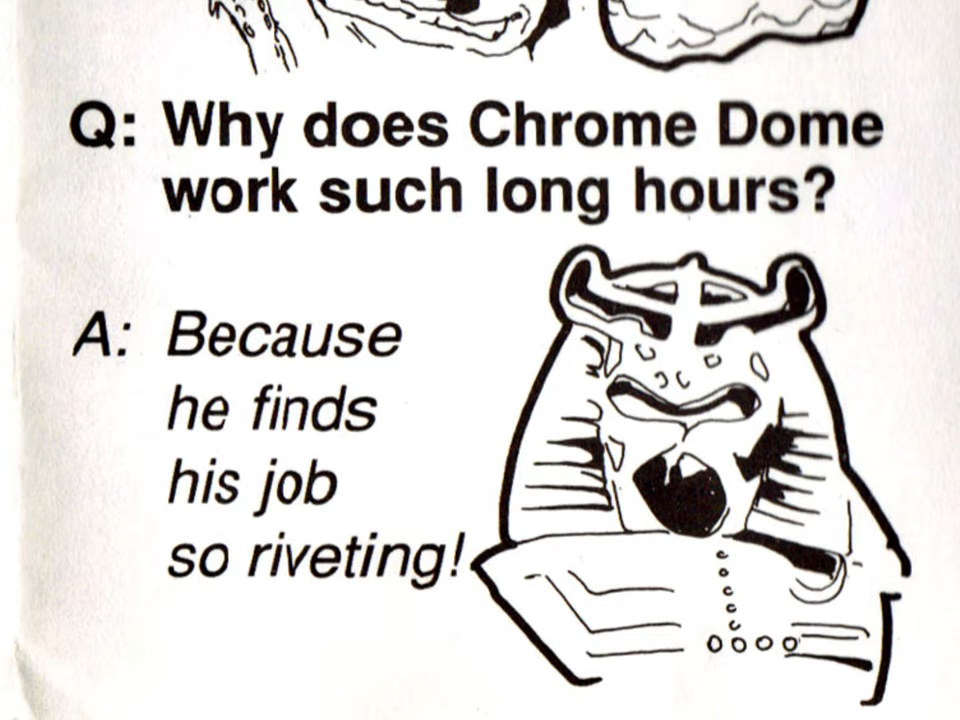 Q: Why does Chrome Dome
work such long hours?
A: Because
he finds
his job
so riveting!